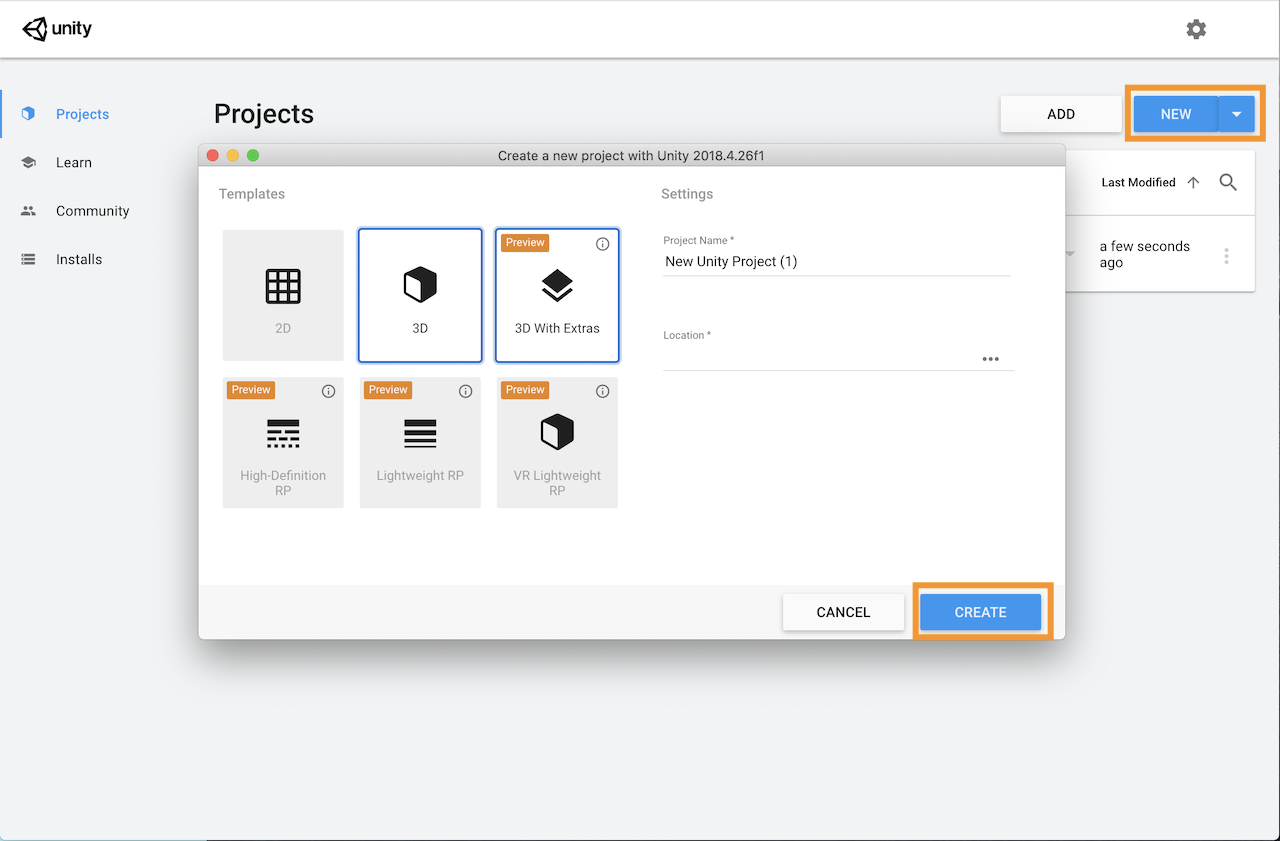 unity
Projects
Learn
Community
Installs
Projects
ADD
NEW
Last Modified
a few seconds
ago
Create a new project with Unity 2018.4.26f1
Templates
2D
3D
Preview
3D With Extras
Preview
High-Definition
RP
Preview
Lightweight RP
Preview
VR Lightweight
RP
Settings
Project Name *
New Unity Project (1)
Location *
CANCEL
CREATE